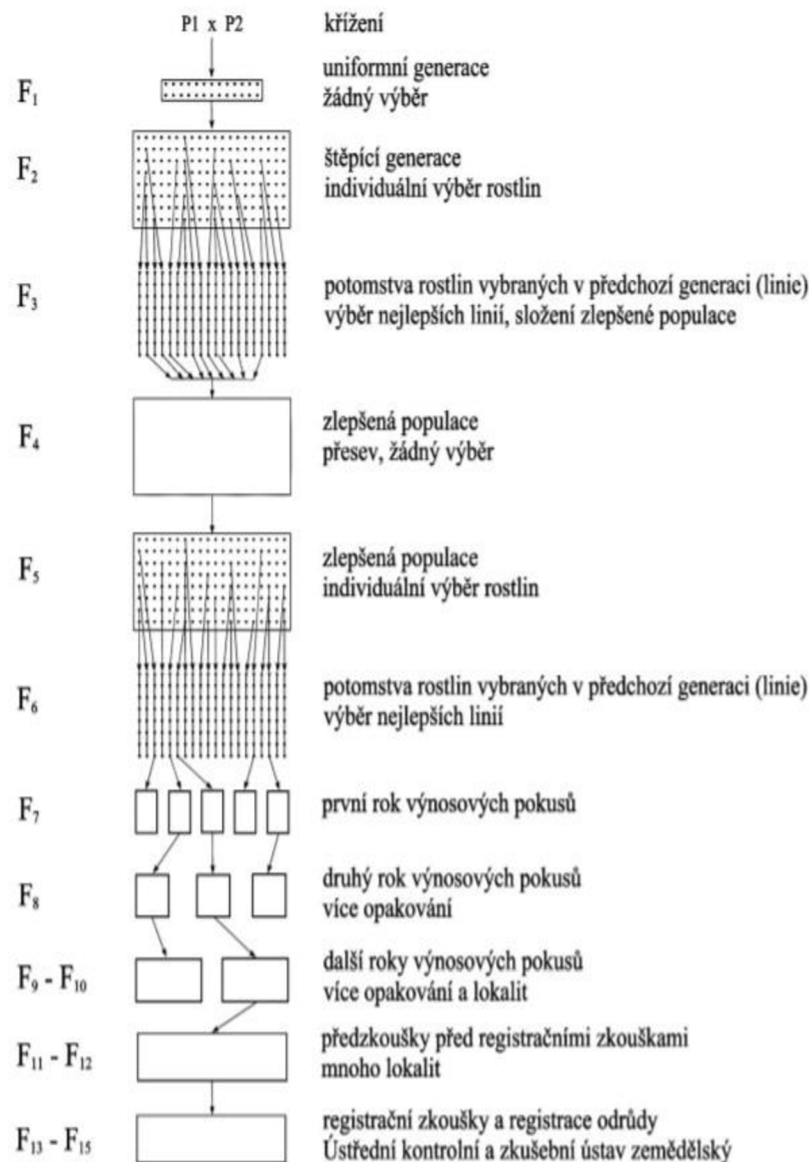 P1 x P2 křížení
F₁
uniformní generace
žádný výběr
F₂
štěpící generace
individuální výběr rostlin
F₃
potomstva rostlin vybraných v předchozí generaci (linie)
výběr nejlepších linií, složení zlepšené populace
F₄
zlepšená populace
přesev, žádný výběr
F₅
zlepšená populace
individuální výběr rostlin
F₆
potomstva rostlin vybraných v předchozí generaci (linie)
výběr nejlepších linií
F₇
první rok výnosových pokusů
F₈
druhý rok výnosových pokusů
více opakování
F₉ - F₁₀
další roky výnosových pokusů
více opakování a lokalit
F₁₁ - F₁₂
předzkoušky před registračními zkouškami
mnoho lokalit
F₁₃ - F₁₅
registrační zkoušky a registrace odrůdy
Ústřední kontrolní a zkušební ústav zemědělský